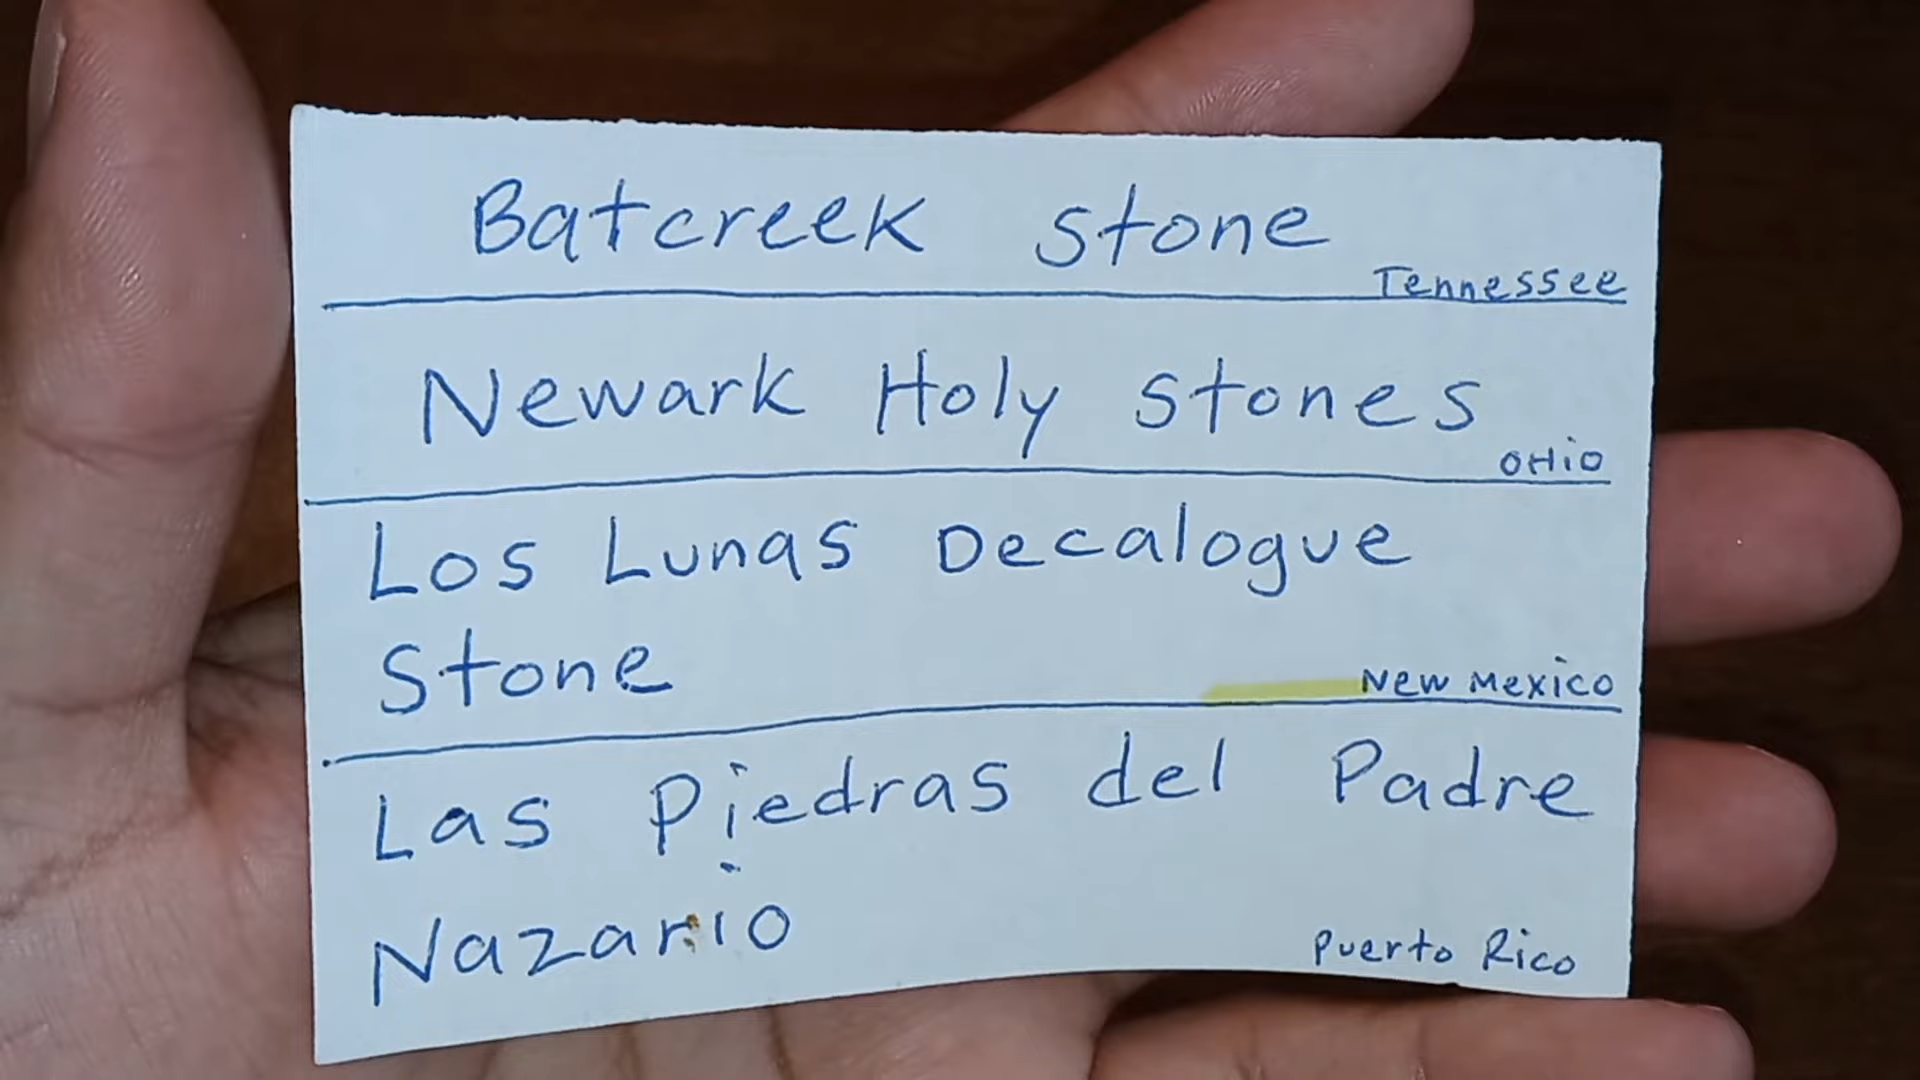 Batcreek stone
Tennessee
Newark Holy stones
OHio
Los Lunas Decalogue
Stone
New Mexico
Las Piedras del Padre
Nazario
Puerto Rico